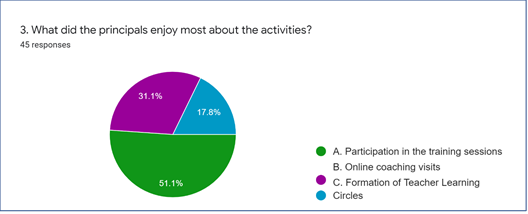 3. What did the principals enjoy most about the activities?
45 responses
31.1%
17.8%
51.1%
A. Participation in the training sessions
B. Online coaching visits
C. Formation of Teacher Learning
Circles